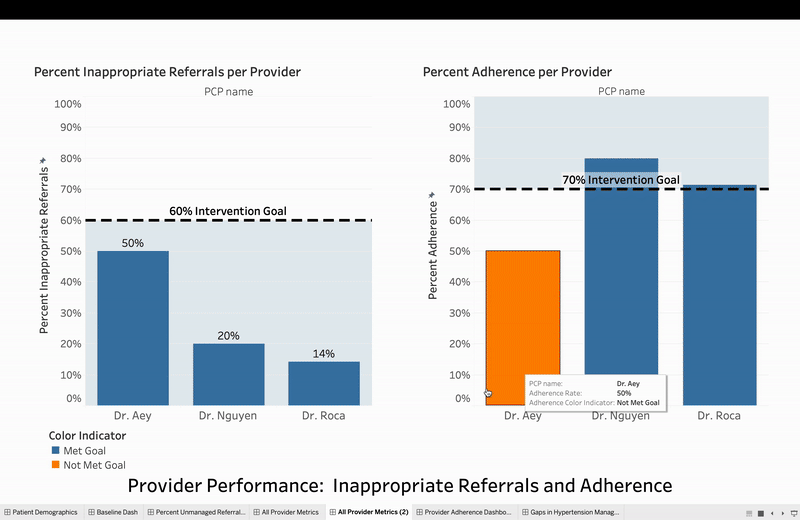 Percent Inappropriate Referrals per Provider
PCP name
100%
90%
80%
70%
60%
50%
40%
30%
20%
10%
0%
Percent Inappropriate Referrals
60% Intervention Goal
50%
20%
14%
Dr. Aey
Dr. Nguyen
Dr. Roca
Color Indicator
Met Goal
Not Met Goal
Percent Adherence per Provider
PCP name
100%
90%
80%
70%
60%
50%
40%
30%
20%
10%
0%
Percent Adherence
70% Intervention Goal
PCP name: Dr. Aey
Adherence Rate: 50%
Adherence Color Indicator: Not Met Goal
Dr. Aey
Dr. Nguyen
Dr. Roca
Provider Performance: Inappropriate Referrals and Adherence
Patient Demographics
Baseline Dash
Percent Unmanaged Referral...
All Provider Metrics
All Provider Metrics (2)
Provider Adherence Dashbo...
Gaps in Hypertension Manag...